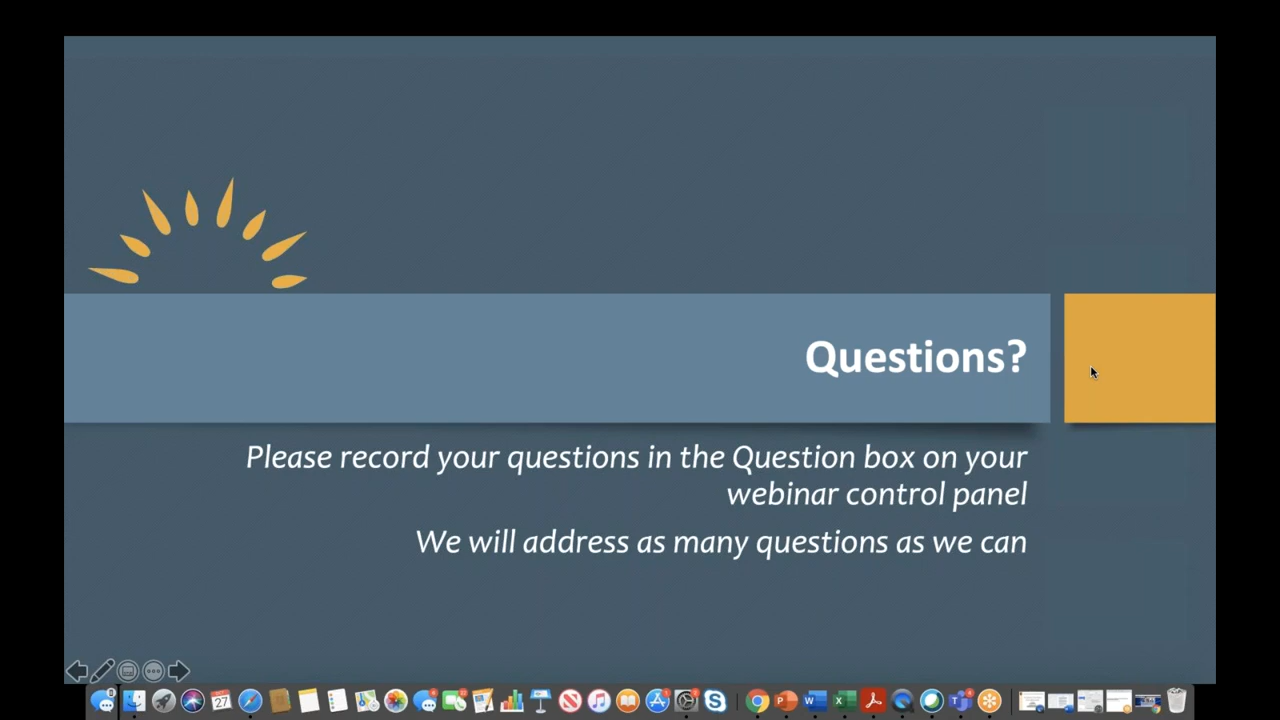 Questions?
Please record your questions in the Question box on your
webinar control panel
We will address as many questions as we can
27